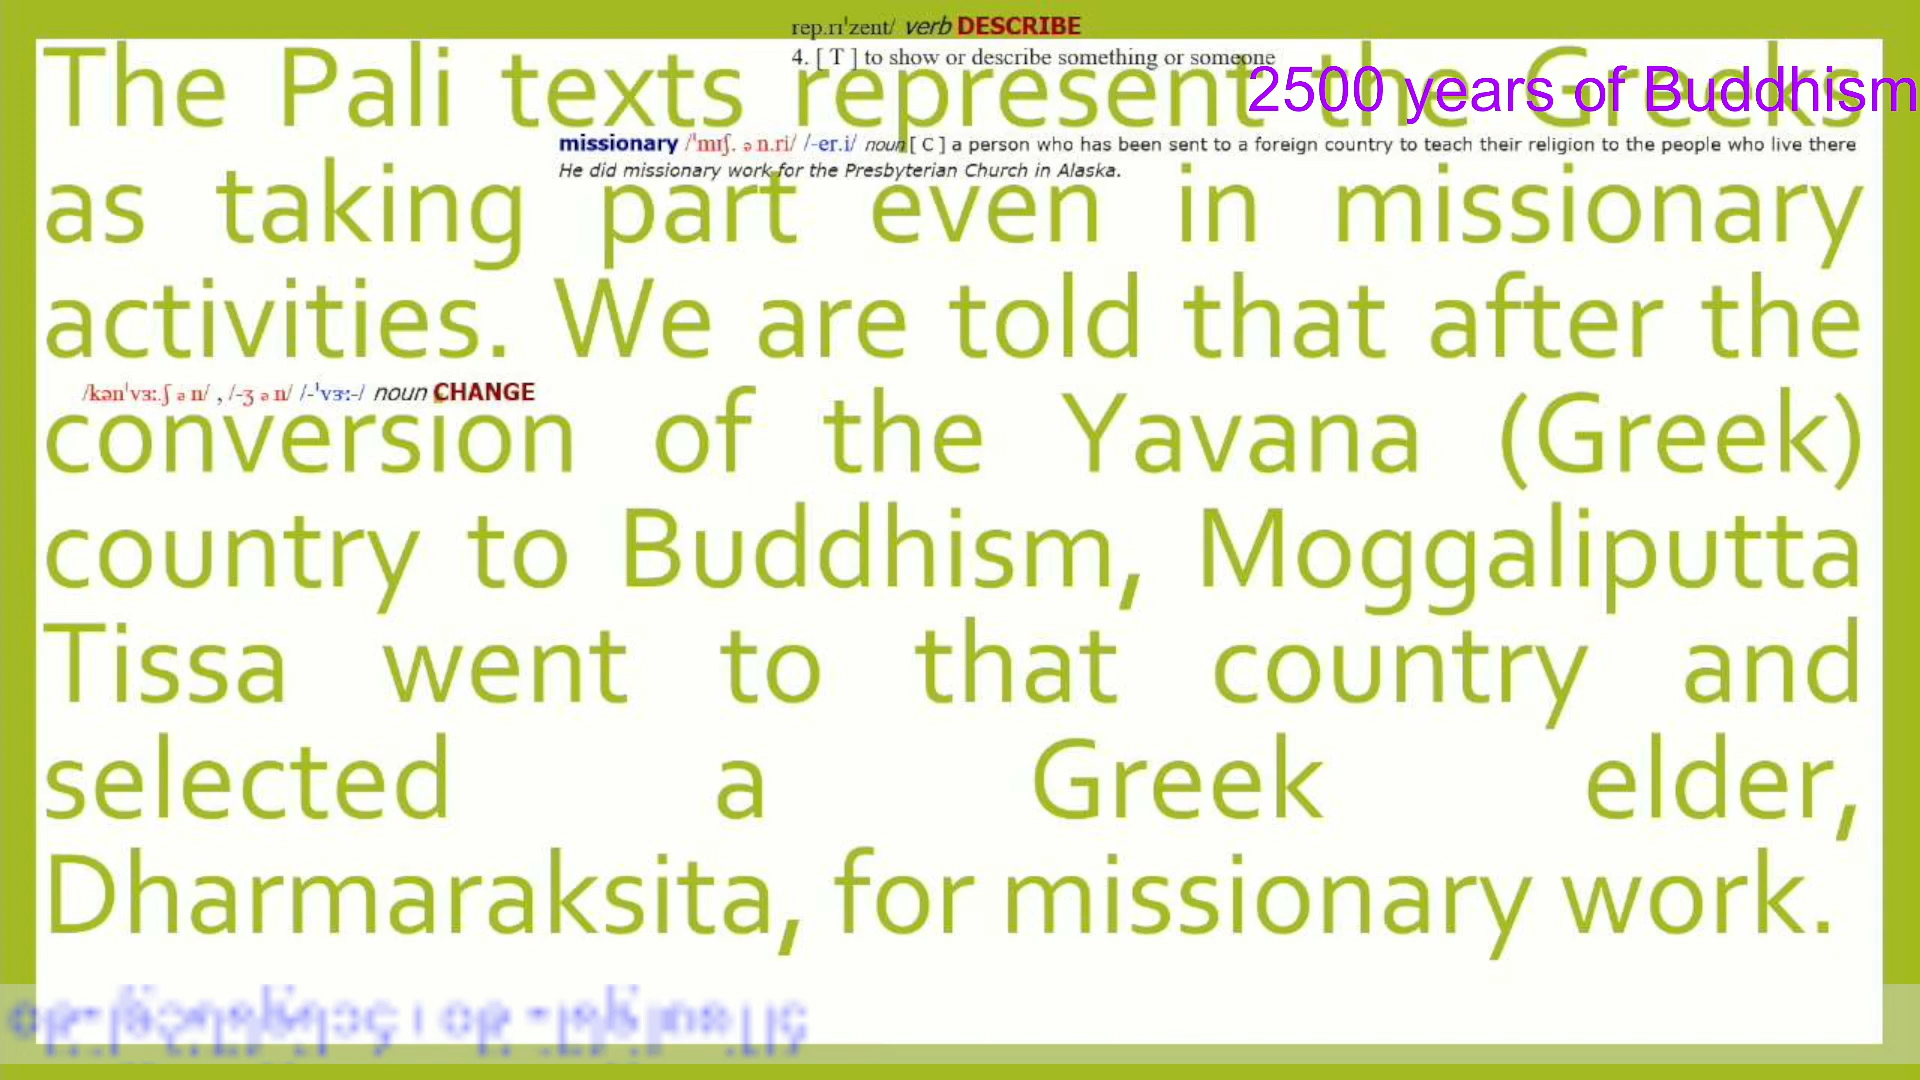 rep.rɪˈzent/ verb DESCRIBE
4. [ T ] to show or describe something or someone
The Pali texts represent the Greeks
2500 years of Buddhism
missionary /ˈmɪʃ. ə n.ri/ /-er.i/ noun [ C ] a person who has been sent to a foreign country to teach their religion to the people who live there
He did missionary work for the Presbyterian Church in Alaska.
as taking part even in missionary
activities. We are told that after the
/kənˈvɜː.ʃ ə n/ , /-ʒ ə n/ /-ˈvɝː-/ noun CHANGE
conversion of the Yavana (Greek)
country to Buddhism, Moggaliputta
Tissa went to that country and
selected a Greek elder,
Dharmaraksita, for missionary work.